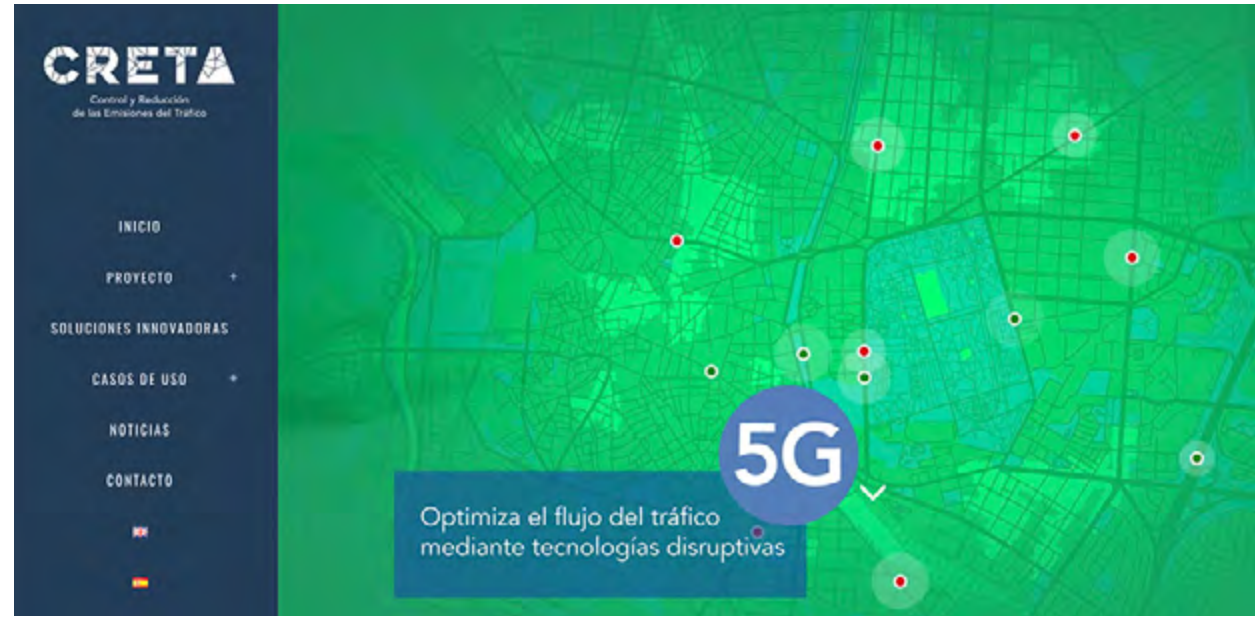 CRETA
Control y Reducción
de las Emisiones del Tráfico
INICIO
PROYECTO +
SOLUCIONES INNOVADORAS
CASOS DE USO +
NOTICIAS
CONTACTO
5G
Optimiza el flujo del tráfico
mediante tecnologías disruptivas